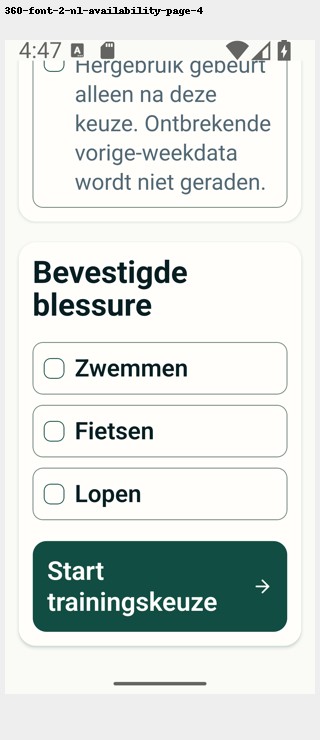 360-font-2-nl-availability-page-4
4:47
Hergebruik gebeurt
alleen na deze
keuze. Ontbrekende
vorige-weekdata
wordt niet geraden.
Bevestigde
blessure
Zwemmen
Fietsen
Lopen
Start
trainingskeuze